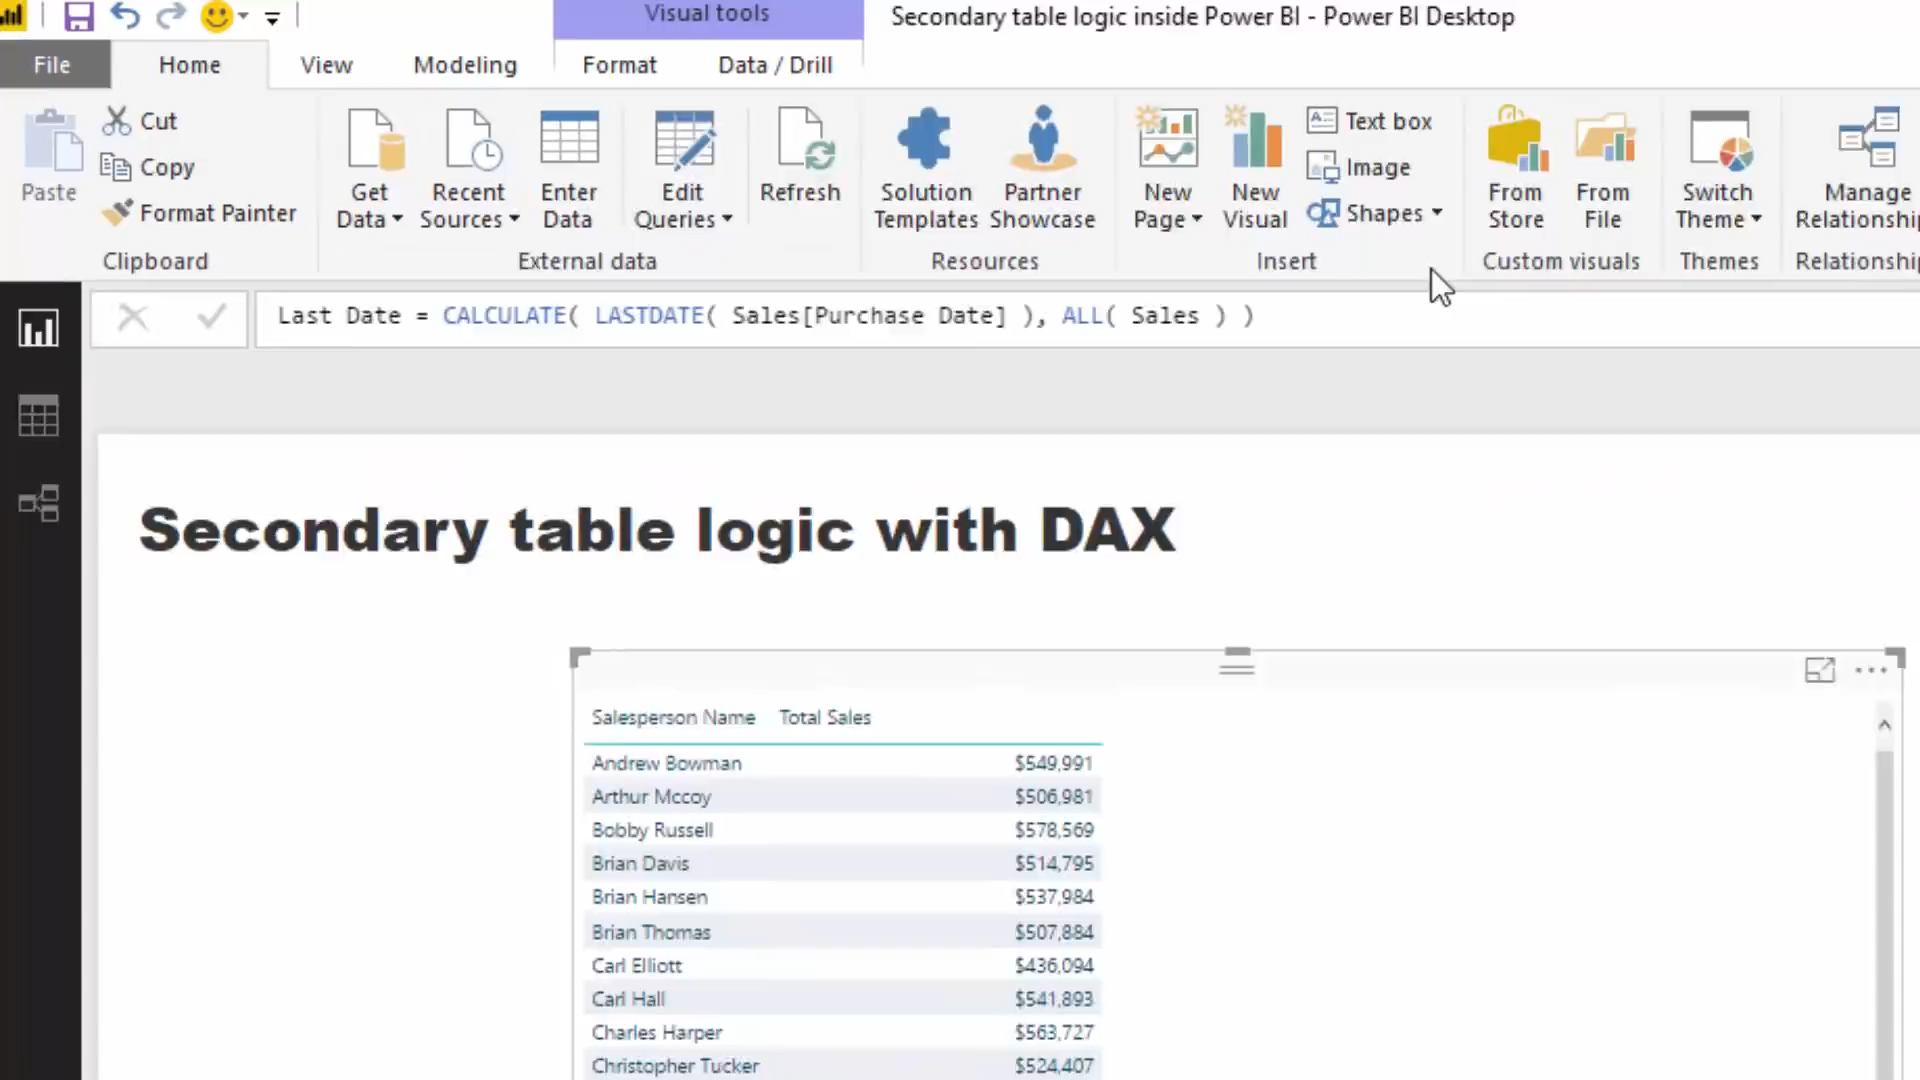 Visual tools
Secondary table logic inside Power BI - Power BI Desktop
File
Home
View
Modeling
Format
Data / Drill
Paste
Cut
Copy
Format Painter
Clipboard
Get Data
Recent Sources
Enter Data
Edit Queries
Refresh
External data
Solution Templates
Partner Showcase
Resources
New Page
New Visual
Text box
Image
Shapes
Insert
From Store
From File
Custom visuals
Switch Theme
Themes
Manage
Last Date = CALCULATE( LASTDATE( Sales[Purchase Date] ), ALL( Sales ) )
Secondary table logic with DAX
Salesperson Name Total Sales
Andrew Bowman $549,991
Arthur Mccoy $506,981
Bobby Russell $578,569
Brian Davis $514,795
Brian Hansen $537,984
Brian Thomas $507,884
Carl Elliott $436,094
Carl Hall $541,893
Charles Harper $563,727
Christopher Tucker $524,407